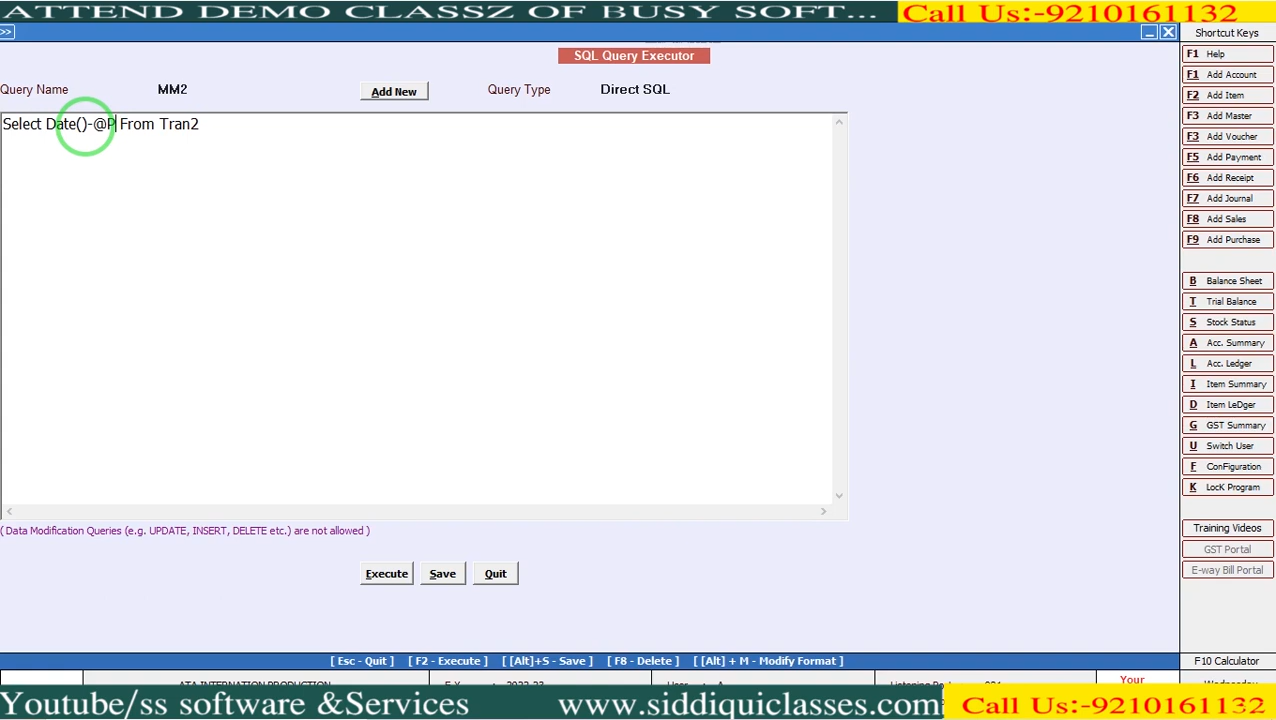 ATTEND DEMO CLASSZ OF BUSY SOFT...
Call Us:-9210161132
>>
Shortcut Keys
SQL Query Executor
Query Name
MM2
Add New
Query Type
Direct SQL
Select Date()-@P From Tran2
( Data Modification Queries (e.g. UPDATE, INSERT, DELETE etc.) are not allowed )
Execute
Save
Quit
F1 Help
F1 Add Account
F2 Add Item
F3 Add Master
F3 Add Voucher
F5 Add Payment
F6 Add Receipt
F7 Add Journal
F8 Add Sales
F9 Add Purchase
B Balance Sheet
T Trial Balance
S Stock Status
A Acc. Summary
L Acc. Ledger
I Item Summary
D Item LeDger
G GST Summary
U Switch User
F ConFiguration
K LocK Program
Training Videos
GST Portal
E-way Bill Portal
[ Esc - Quit ] [ F2 - Execute ] [ [Alt]+S - Save ] [ F8 - Delete ] [ [Alt] + M - Modify Format ]
F10 Calculator
Your
Youtube/ss software &Services
www.siddiquiclasses.com
Call Us:-9210161132